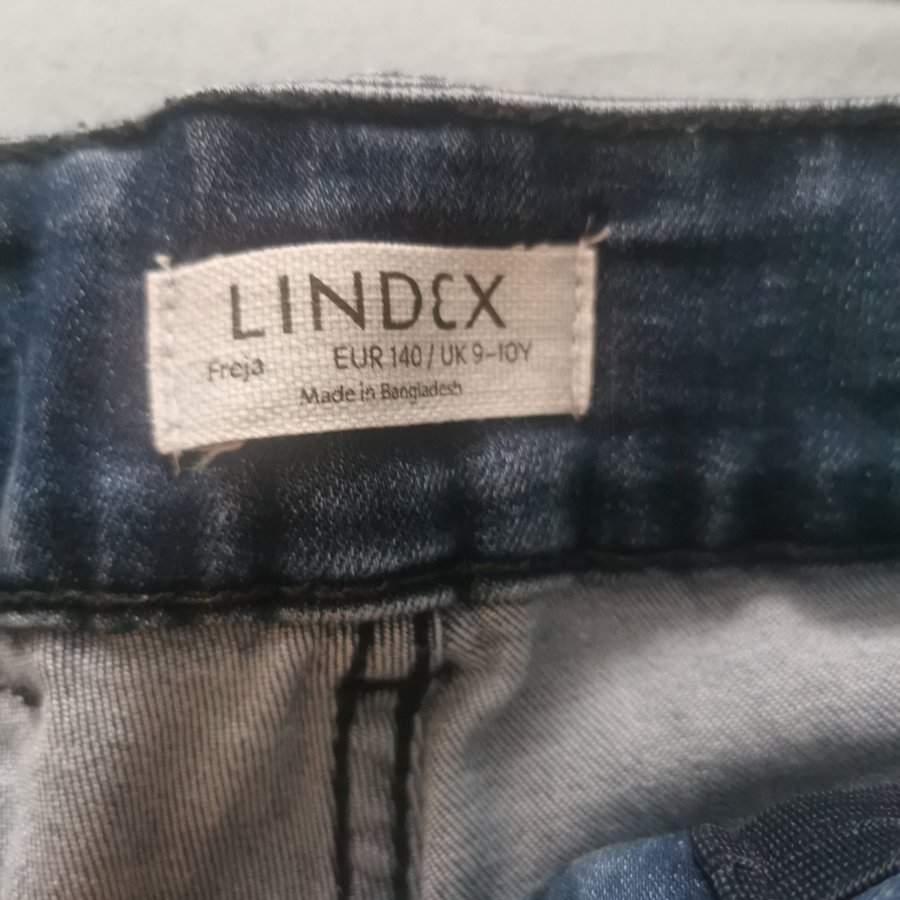 LINDEX
Freja EUR 140 / UK 9-10Y
Made in Bangladesh